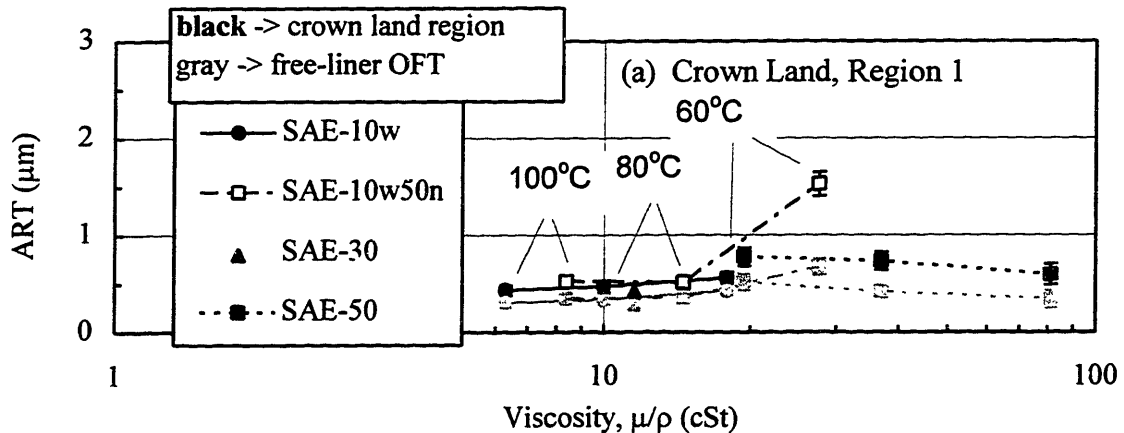 black -> crown land region
gray -> free-liner OFT
(a) Crown Land, Region 1
60°C
80°C
100°C
SAE-10w
SAE-10w50n
SAE-30
SAE-50
ART (μm)
3
2
1
0
1
10
100
Viscosity, μ/ρ (cSt)